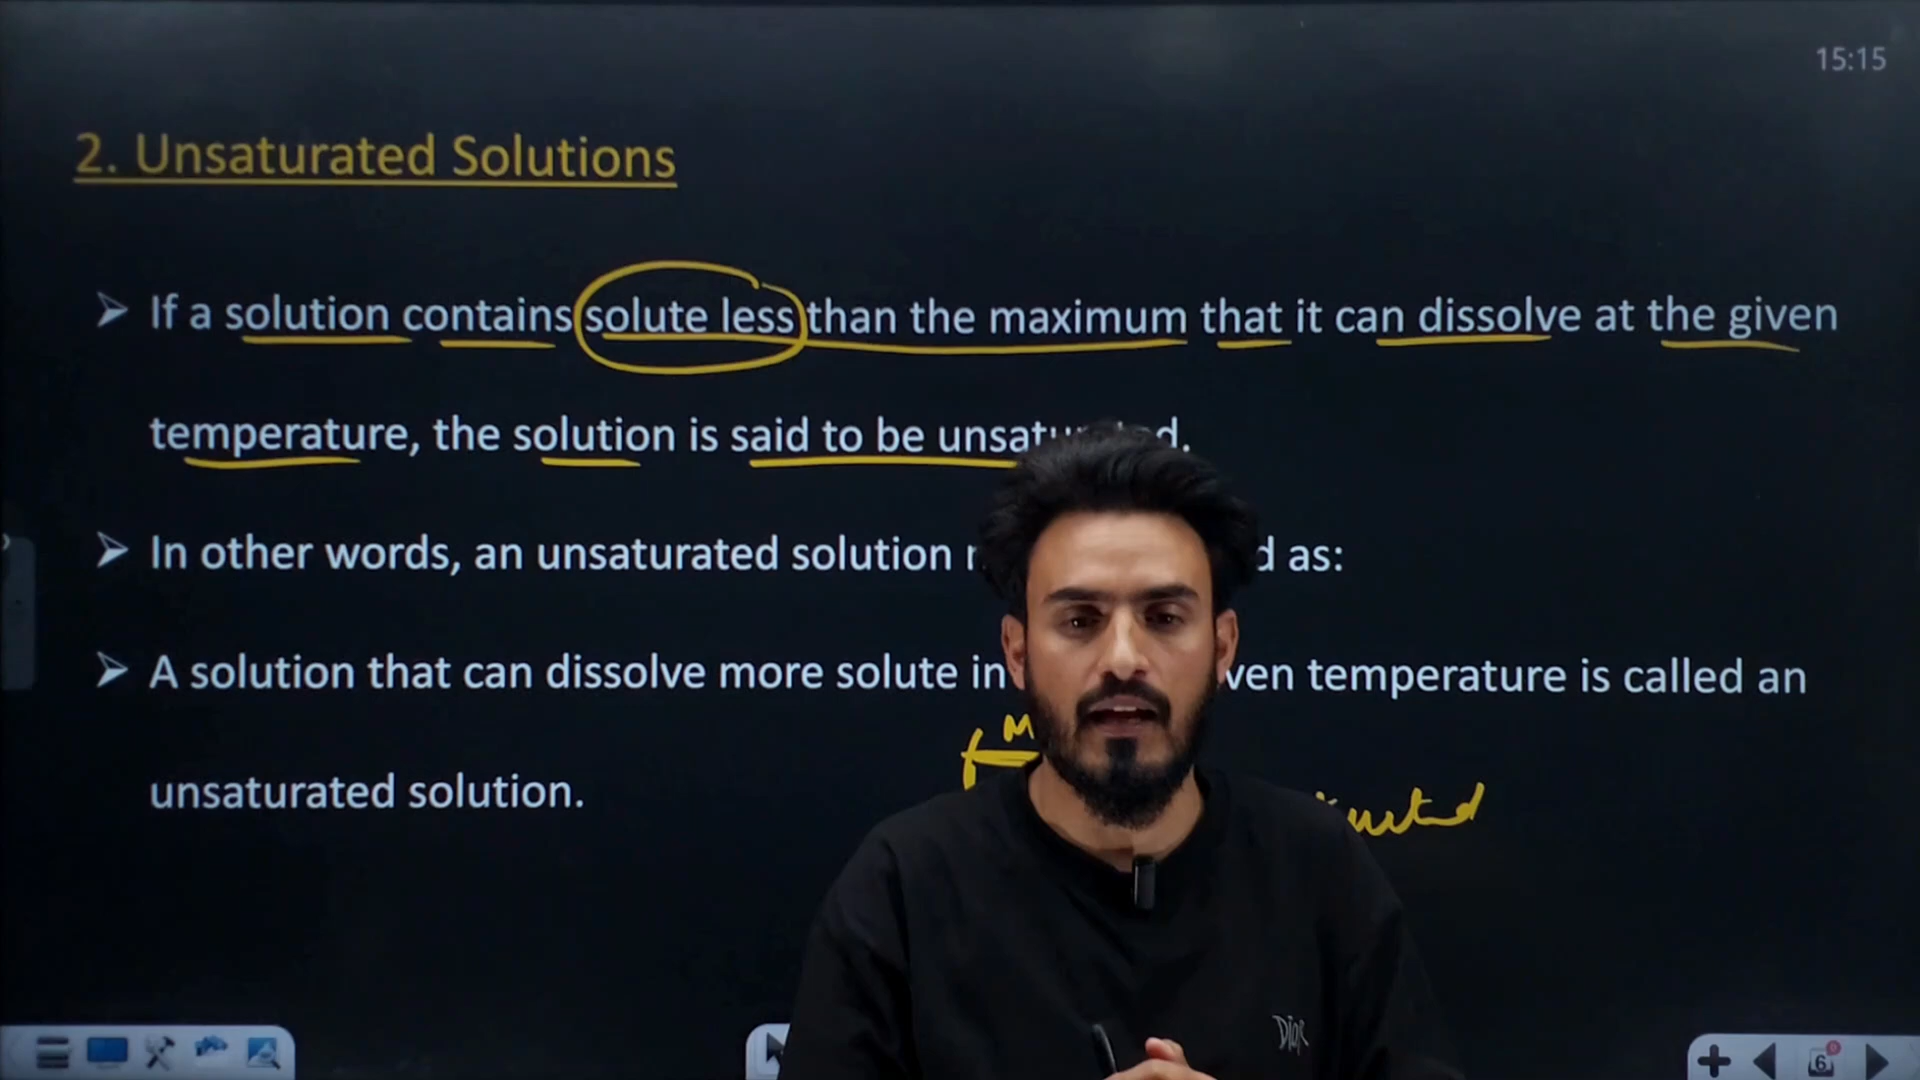 15:15
2. Unsaturated Solutions
➤ If a solution contains solute less than the maximum that it can dissolve at the given
temperature, the solution is said to be
➤ In other words, an unsaturated solution as:
➤ A solution that can dissolve more solute in temperature is called an
M
unsaturated solution.
DIOR
6